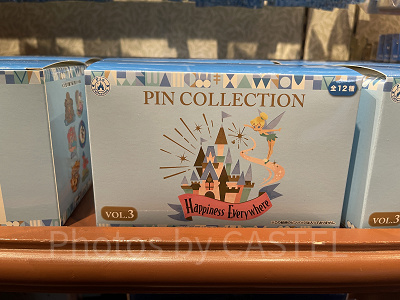 PIN COLLECTION
全12種
Happiness Everywhere
VOL.3
VOL.3
Photos by CASTEL